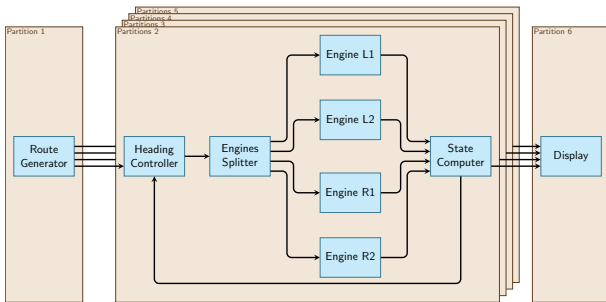 Partitions 5
Partitions 4
Partitions 3
Partition 1
Partitions 2
Partition 6
Engine L1
Engine L2
Route
Generator
Heading
Controller
Engines
Splitter
State
Computer
Display
Engine R1
Engine R2